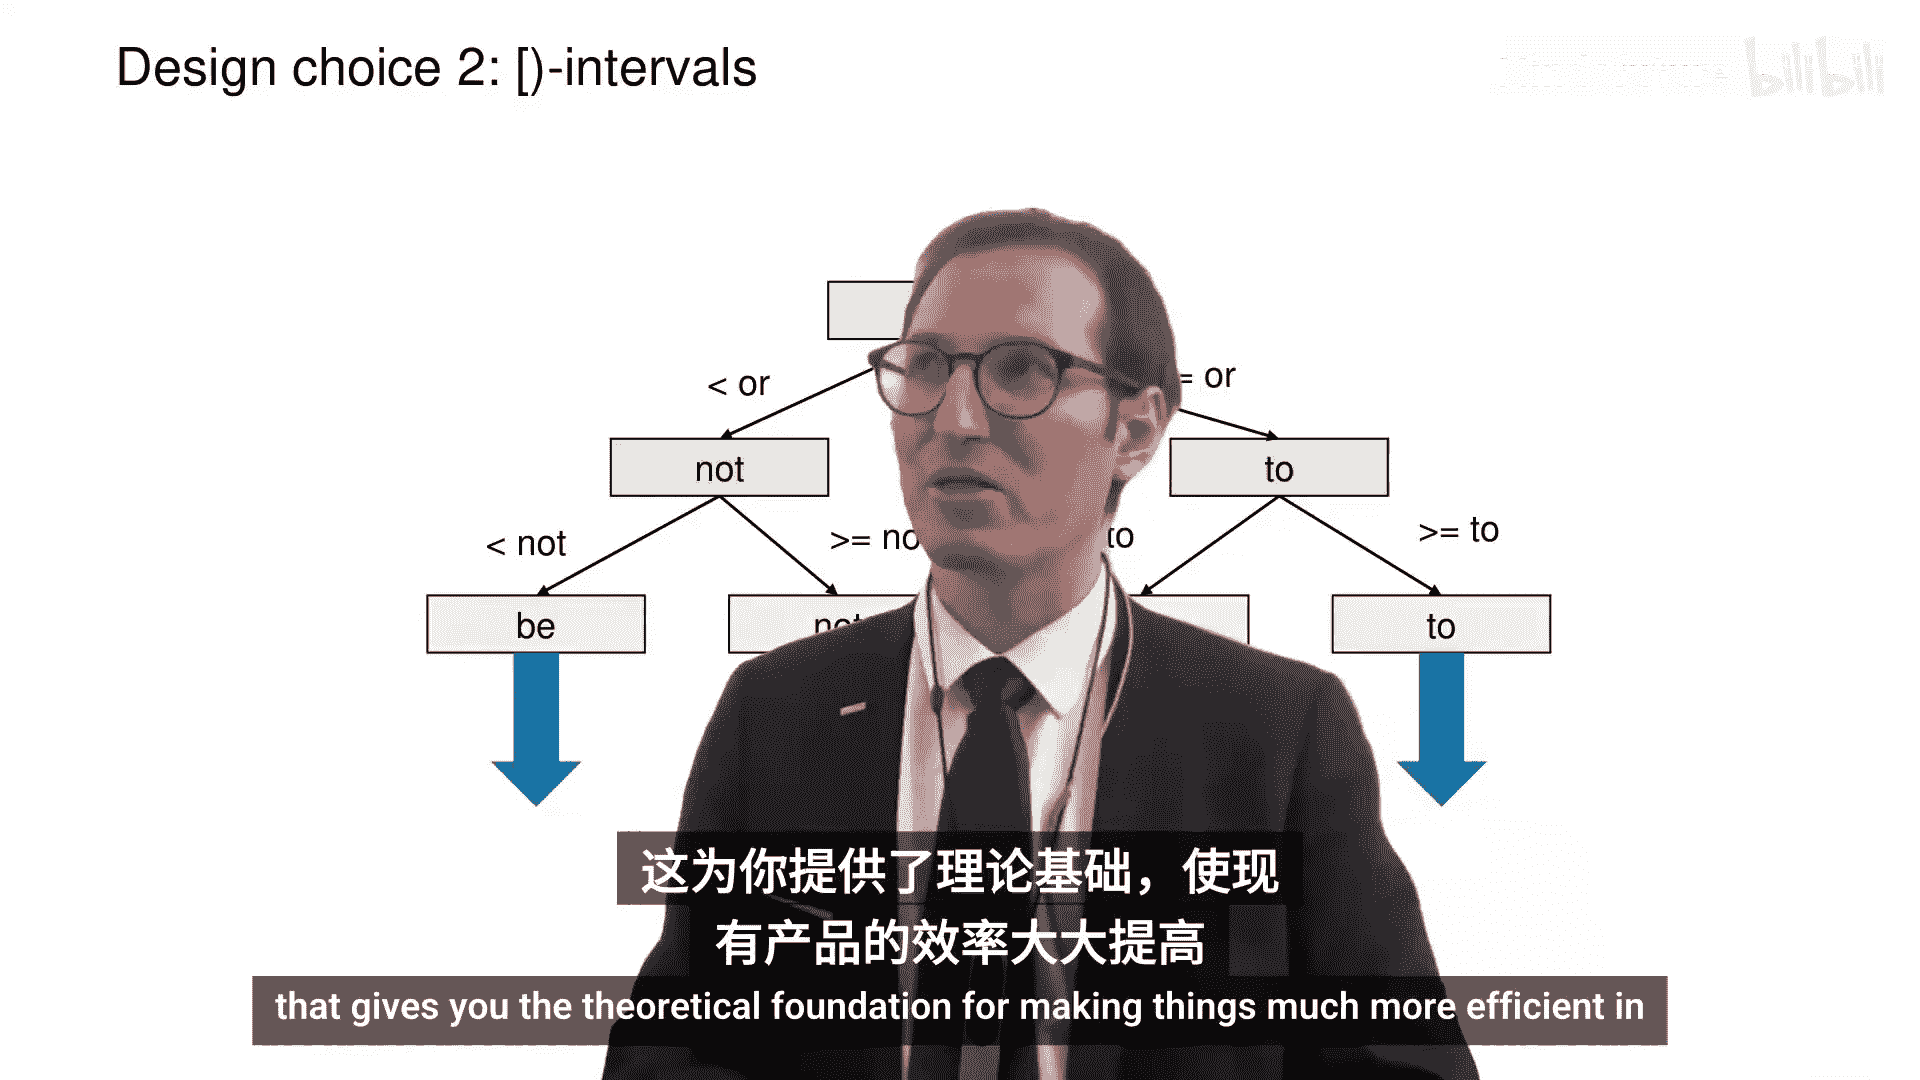 Design choice 2: [)-intervals
bilibili
< or
= or
not
to
< not
>= no
to
>= to
be
not
to
这为你提供了理论基础，使现
有产品的效率大大提高
that gives you the theoretical foundation for making things much more efficient in